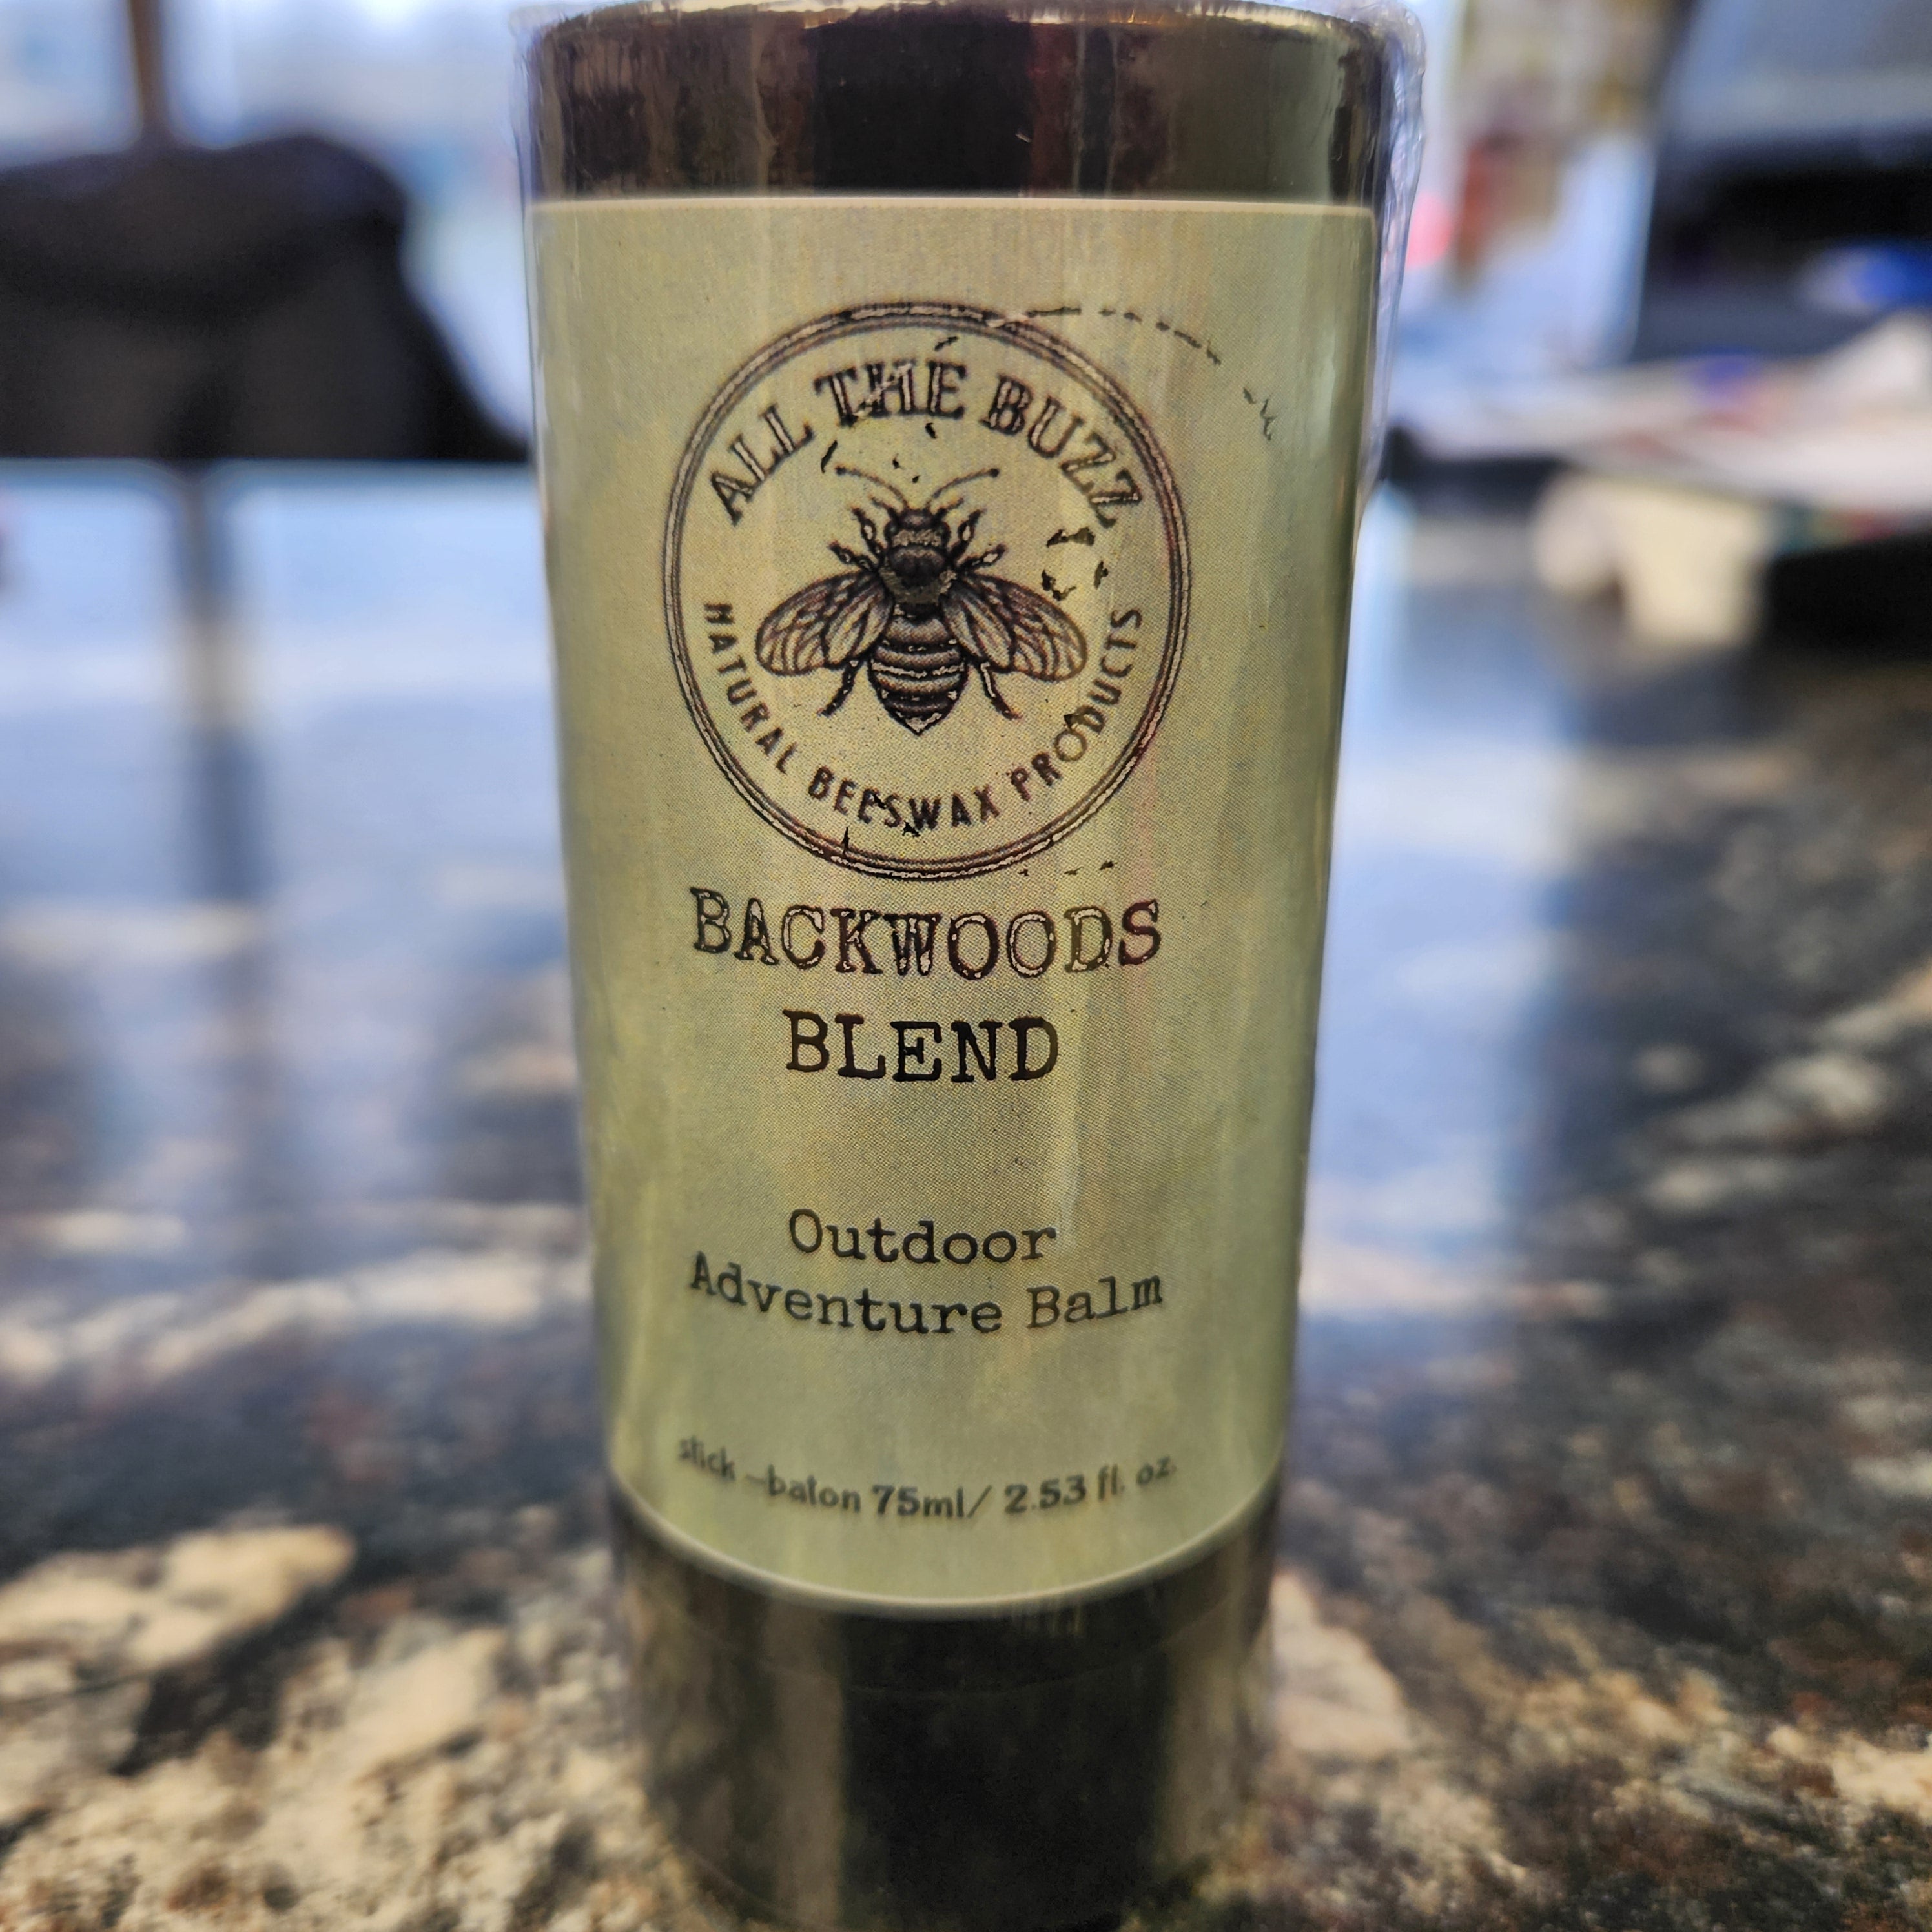 ALL THE BUZZ
NATURAL BEESWAX PRODUCTS
BACKWOODS
BLEND
Outdoor
Adventure Balm
stick -baton 75ml/ 2.53 fl. oz.